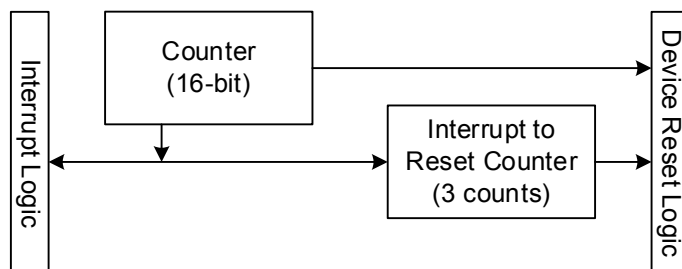 Interrupt Logic
Counter
(16-bit)
Interrupt to
Reset Counter
(3 counts)
Device Reset Logic